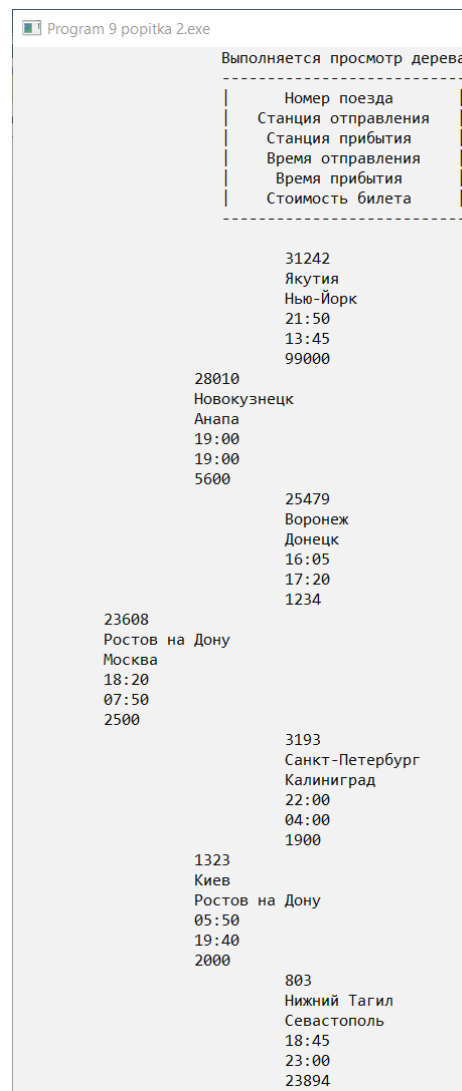 Program 9 popitka 2.exe
Выполняется просмотр дерева
Номер поезда
Станция отправления
Станция прибытия
Время отправления
Время прибытия
Стоимость билета
31242
Якутия
Нью-Йорк
21:50
13:45
99000
28010
Новокузнецк
Анапа
19:00
19:00
5600
25479
Воронеж
Донецк
16:05
17:20
1234
23608
Ростов на Дону
Москва
18:20
07:50
2500
3193
Санкт-Петербург
Калиниград
22:00
04:00
1900
1323
Киев
Ростов на Дону
05:50
19:40
2000
803
Нижний Тагил
Севастополь
18:45
23:00
23894